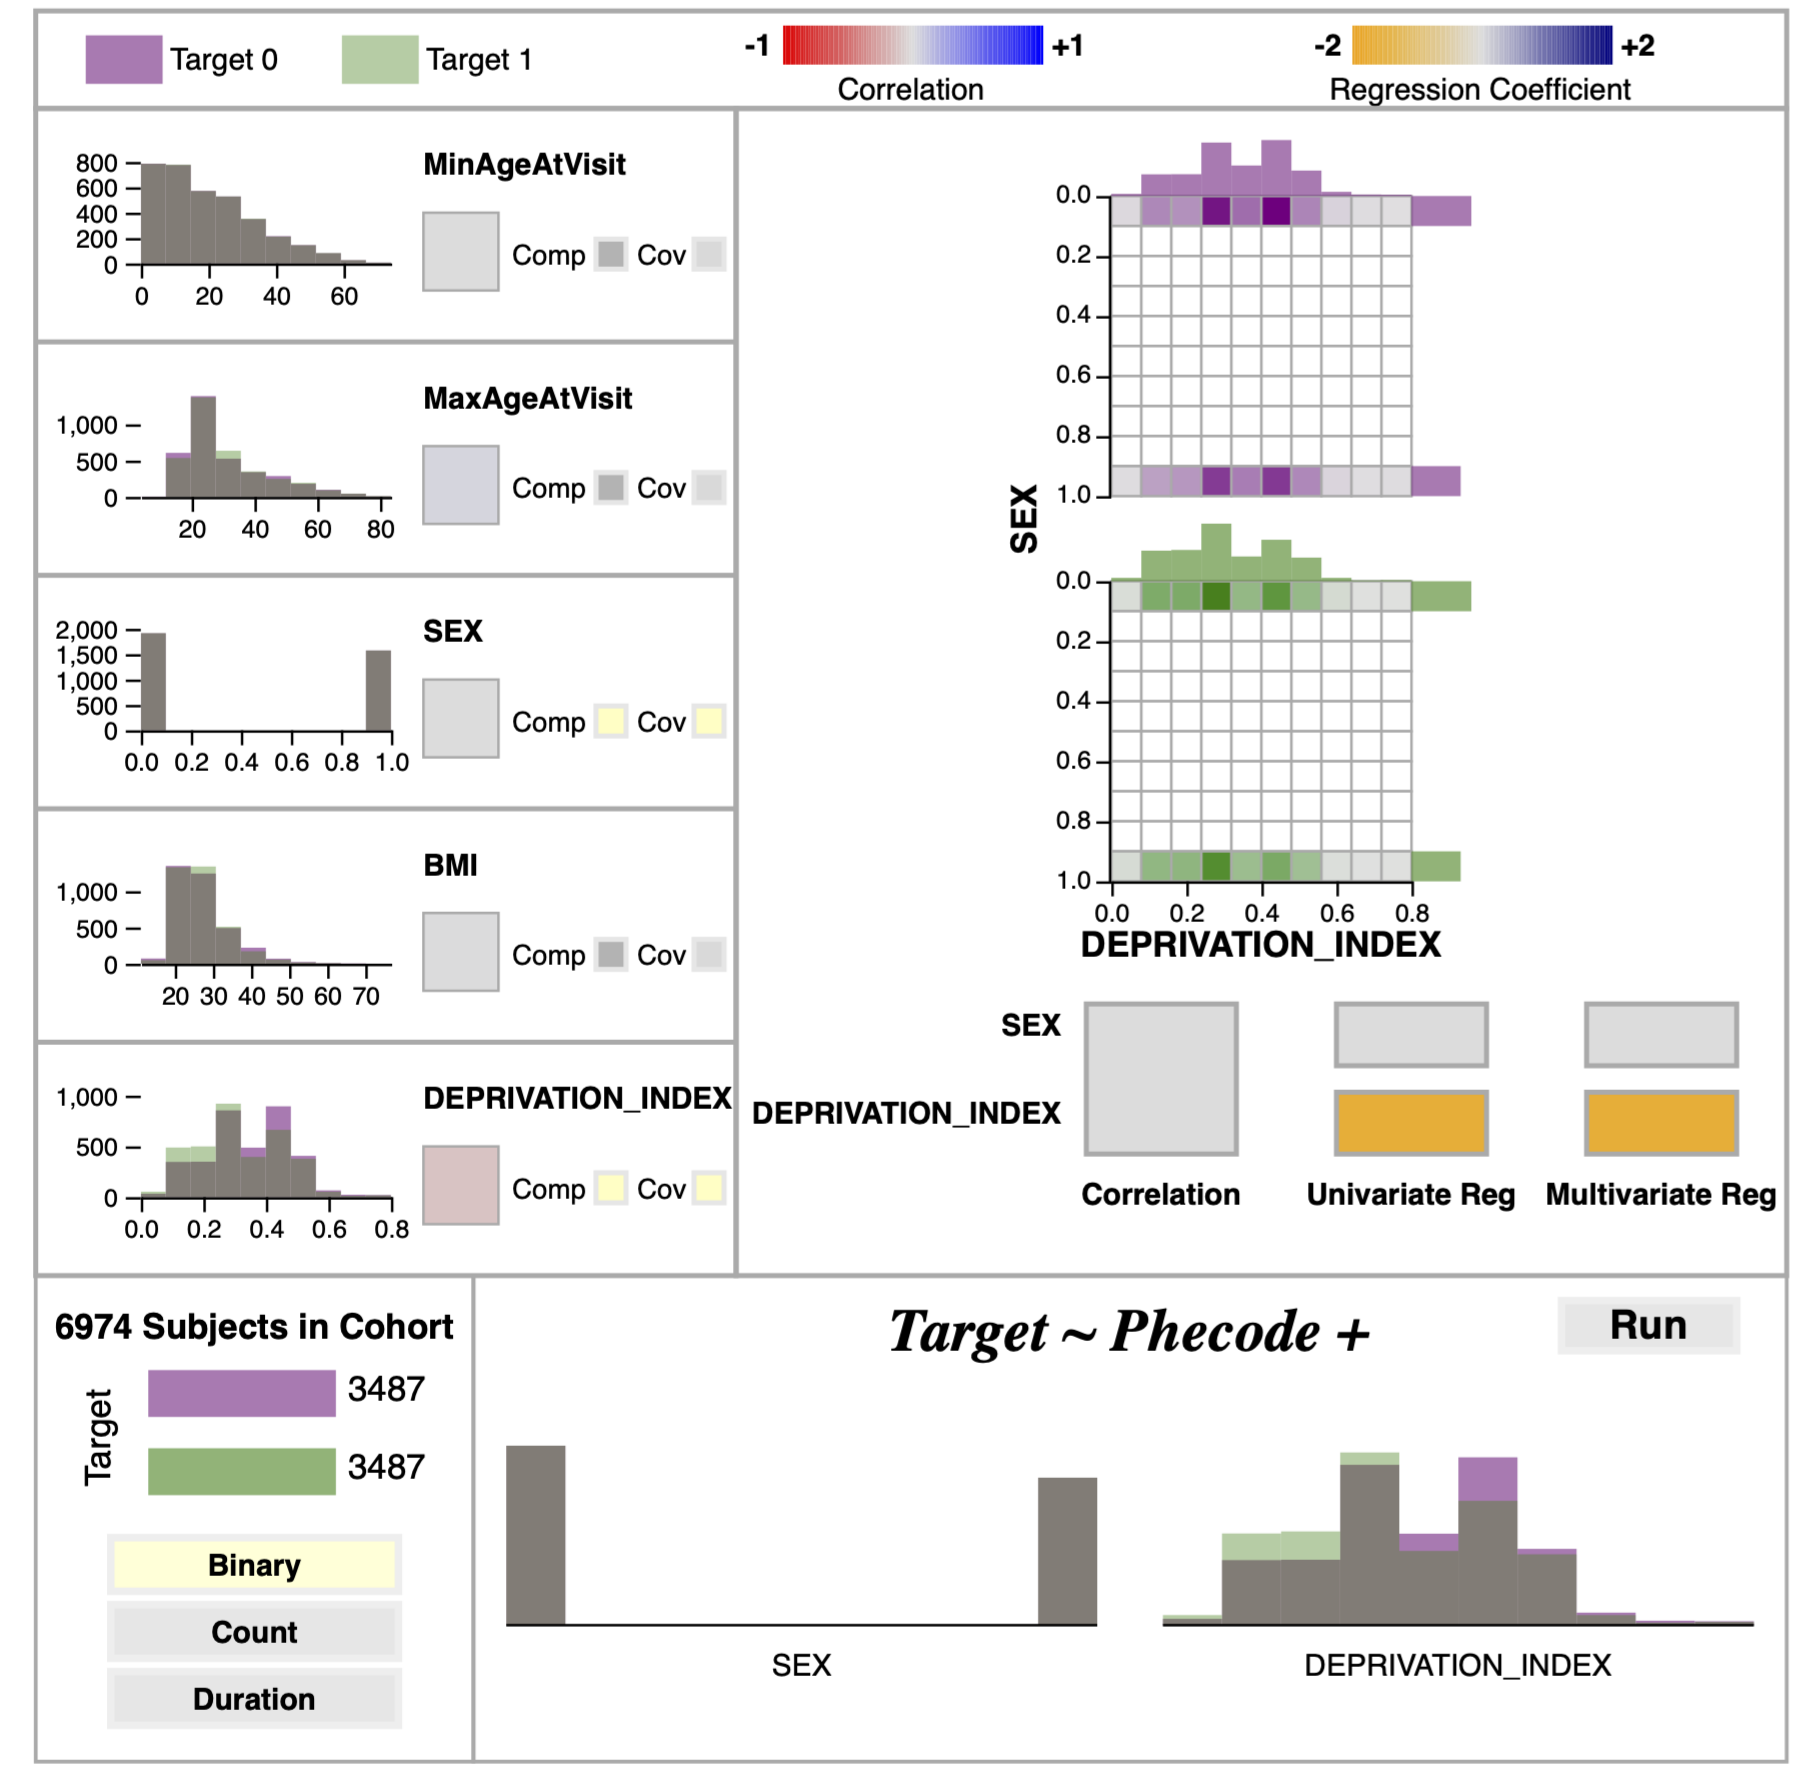 Target 0 Target 1 -1 +1 -2 +2
Correlation Regression Coefficient
MinAgeAtVisit
800
600
400
200
0
0 20 40 60
Comp Cov
MaxAgeAtVisit
1,000
500
0
20 40 60 80
Comp Cov
SEX
2,000
1,500
1,000
500
0
0.0 0.2 0.4 0.6 0.8 1.0
Comp Cov
BMI
1,000
500
0
20 30 40 50 60 70
Comp Cov
DEPRIVATION_INDEX
1,000
500
0
0.0 0.2 0.4 0.6 0.8
Comp Cov
0.0
0.2
0.4
0.6
0.8
1.0
SEX
0.0
0.2
0.4
0.6
0.8
1.0
0.0 0.2 0.4 0.6 0.8
DEPRIVATION_INDEX
SEX
DEPRIVATION_INDEX
Correlation Univariate Reg Multivariate Reg
6974 Subjects in Cohort
Target
3487
3487
Binary
Count
Duration
Target ~ Phecode +
Run
SEX DEPRIVATION_INDEX